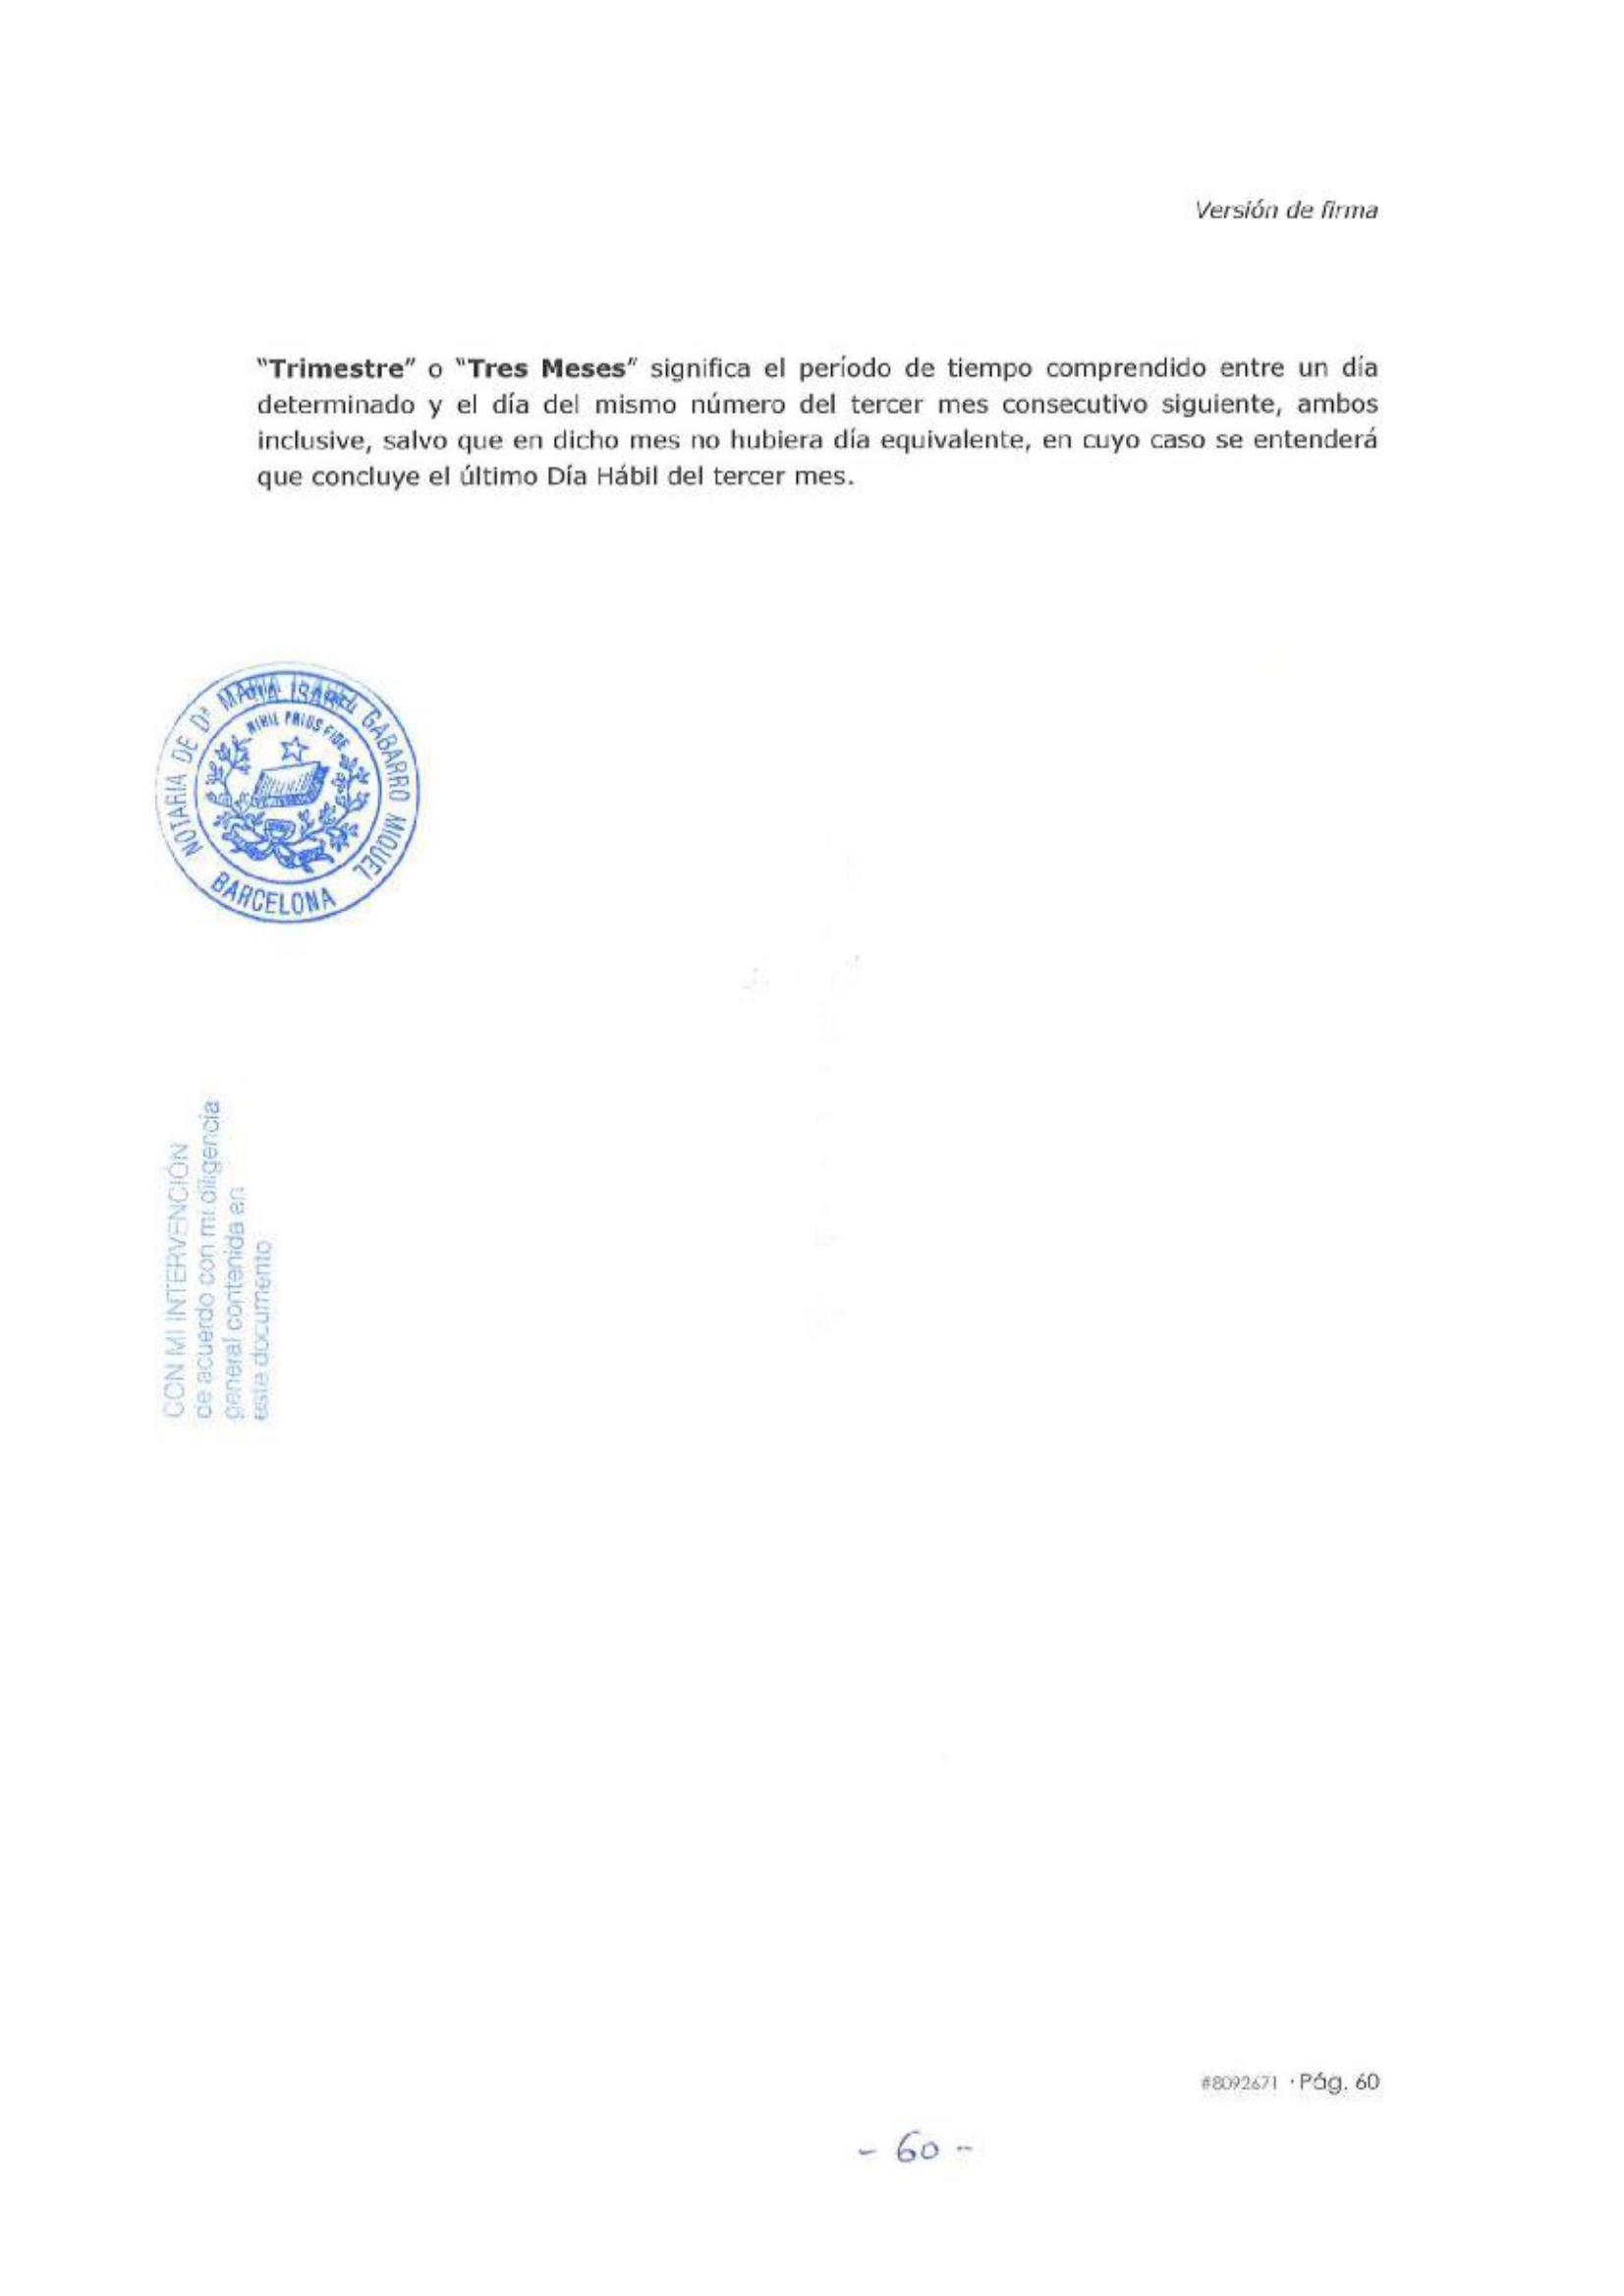 Versión de firma
“Trimestre” o “Tres Meses” significa el período de tiempo comprendido entre un día
determinado y el día del mismo número del tercer mes consecutivo siguiente, ambos
inclusive, salvo que en dicho mes no hubiera día equivalente, en cuyo caso se entenderá
que concluye el último Día Hábil del tercer mes.
NOTARIA DE Dª MARIA ISABEL GABARRO MIQUEL
NIHIL PRIUS FIDE
BARCELONA
CON MI INTERVENCIÓN
de acuerdo con mi diligencia
general contenida en
este documento
#8092671 · Pág. 60
- 60 -